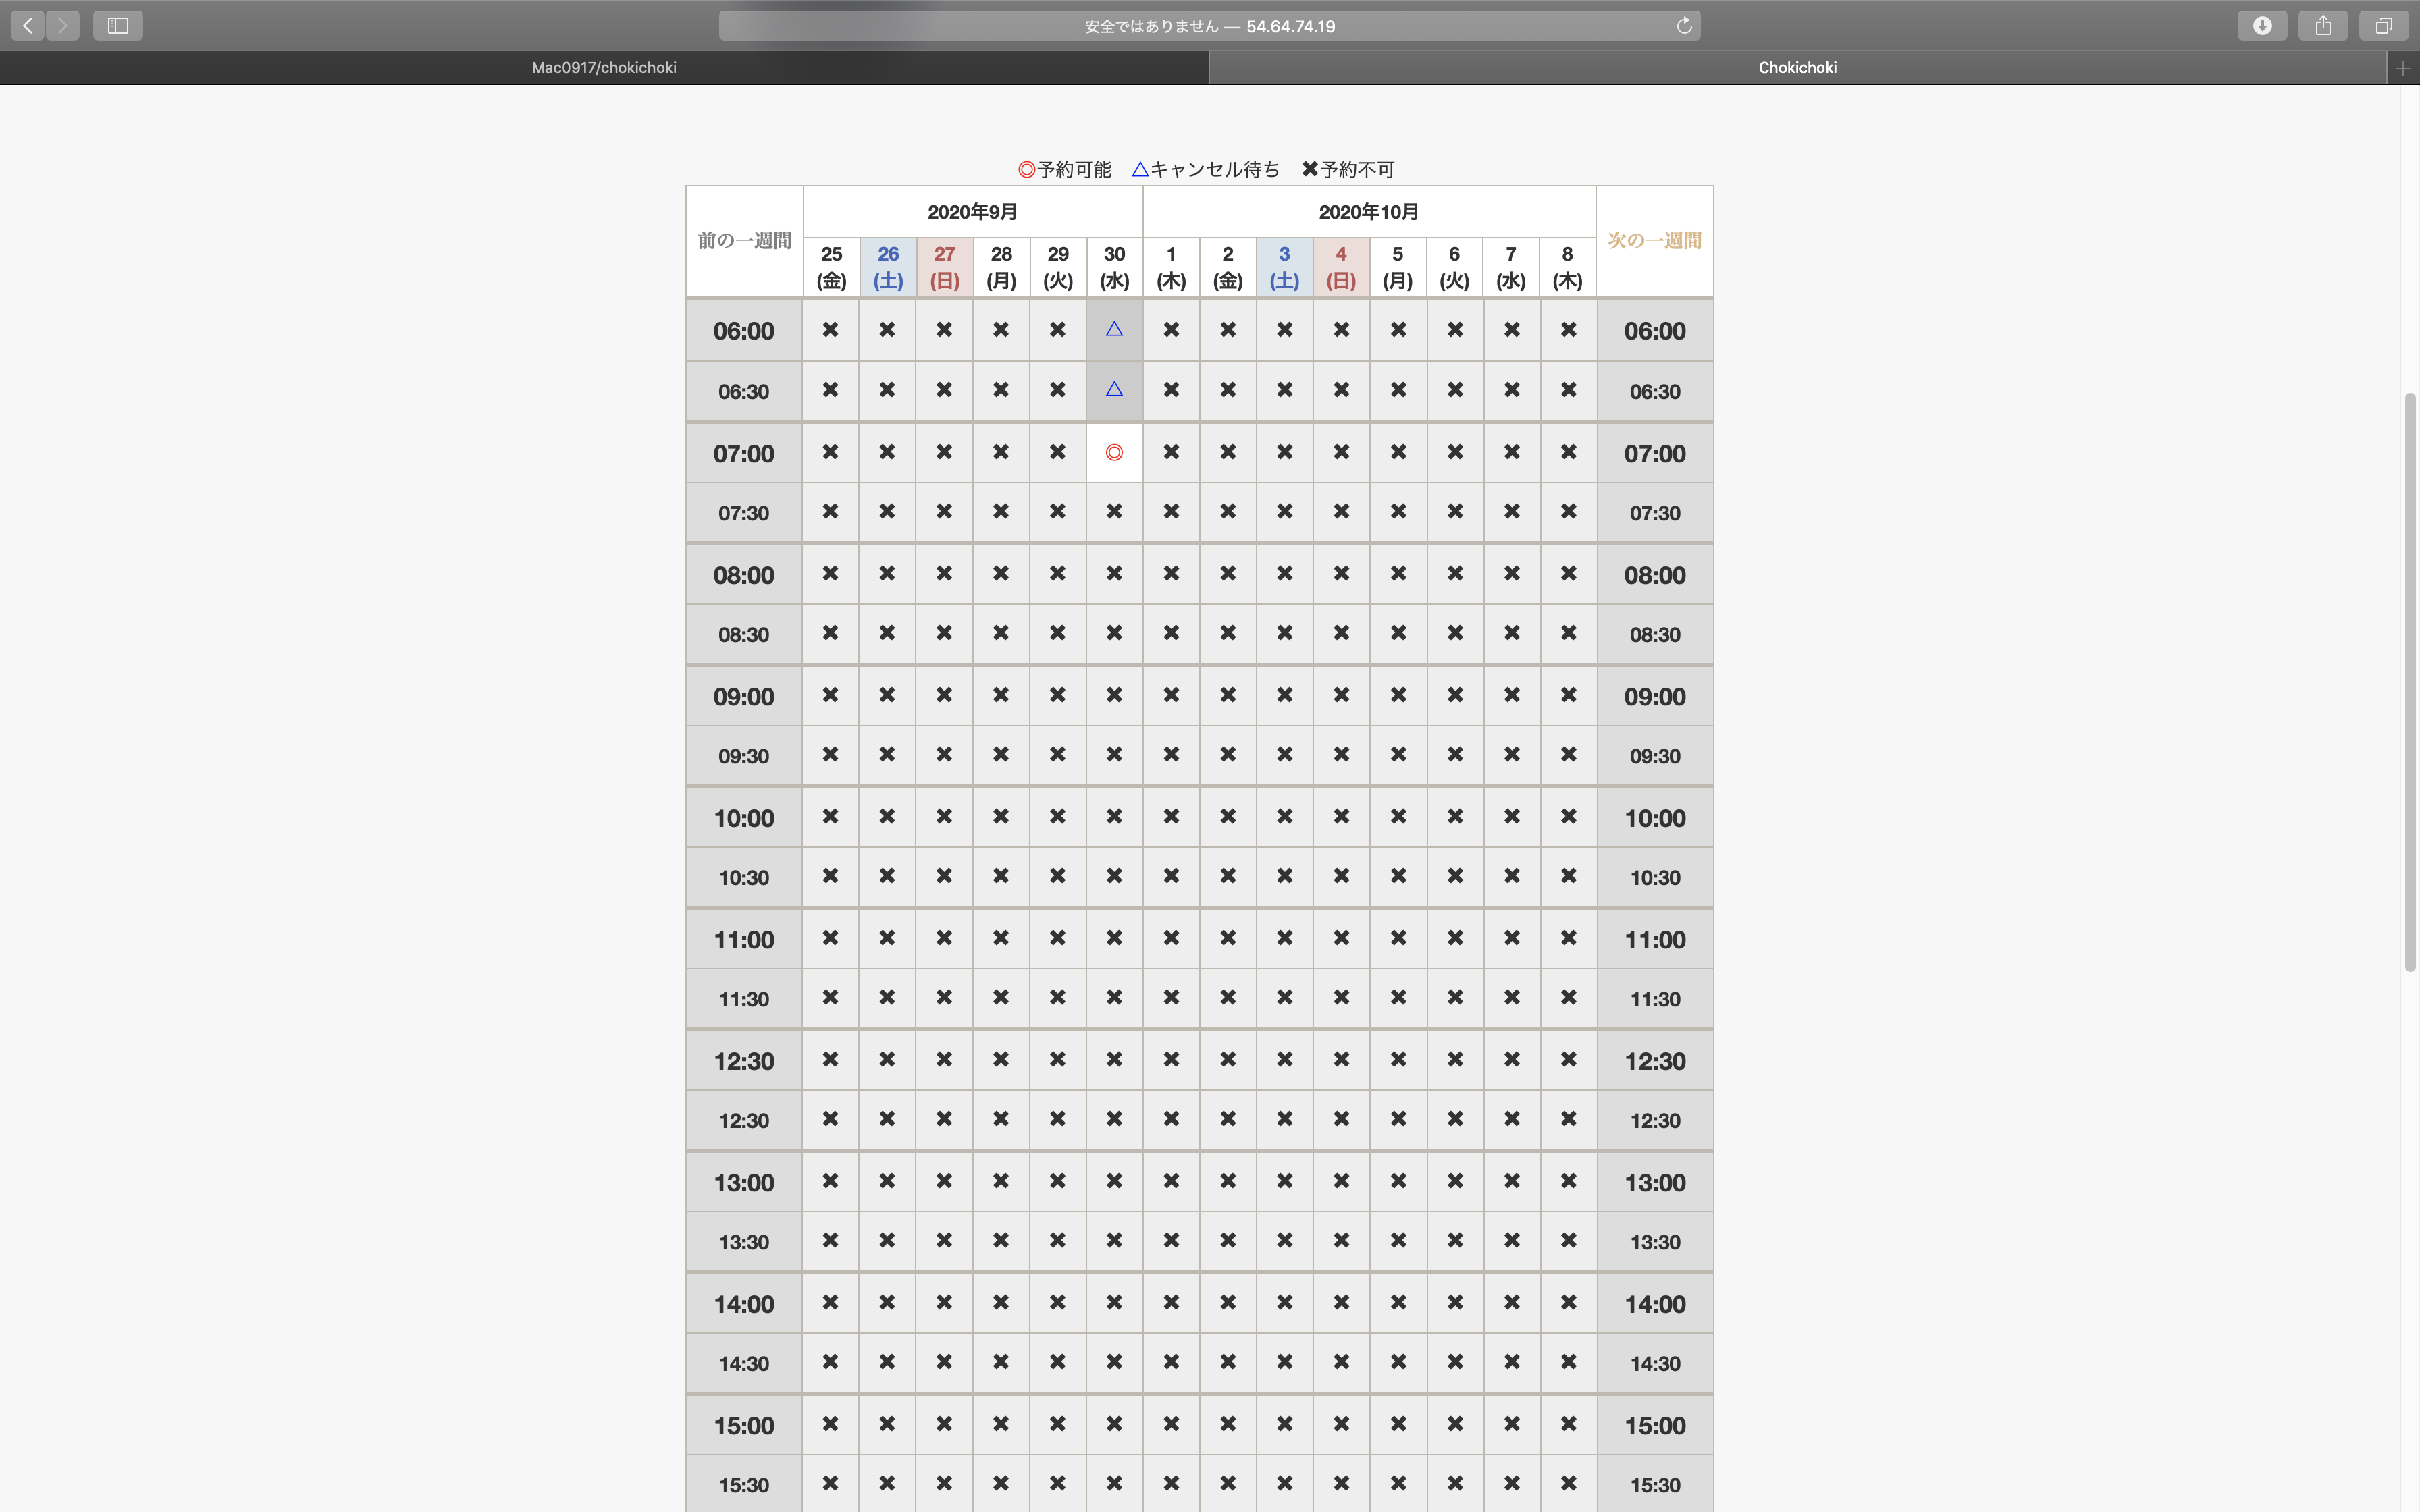 安全ではありません — 54.64.74.19
Mac0917/chokichoki
Chokichoki
◎予約可能 △キャンセル待ち ✖予約不可
前の一週間 2020年9月 2020年10月 次の一週間
25 26 27 28 29 30 1 2 3 4 5 6 7 8
(金) (土) (日) (月) (火) (水) (木) (金) (土) (日) (月) (火) (水) (木)
06:00 ✖ ✖ ✖ ✖ ✖ △ ✖ ✖ ✖ ✖ ✖ ✖ ✖ ✖ 06:00
06:30 ✖ ✖ ✖ ✖ ✖ △ ✖ ✖ ✖ ✖ ✖ ✖ ✖ ✖ 06:30
07:00 ✖ ✖ ✖ ✖ ✖ ◎ ✖ ✖ ✖ ✖ ✖ ✖ ✖ ✖ 07:00
07:30 ✖ ✖ ✖ ✖ ✖ ✖ ✖ ✖ ✖ ✖ ✖ ✖ ✖ ✖ 07:30
08:00 ✖ ✖ ✖ ✖ ✖ ✖ ✖ ✖ ✖ ✖ ✖ ✖ ✖ ✖ 08:00
08:30 ✖ ✖ ✖ ✖ ✖ ✖ ✖ ✖ ✖ ✖ ✖ ✖ ✖ ✖ 08:30
09:00 ✖ ✖ ✖ ✖ ✖ ✖ ✖ ✖ ✖ ✖ ✖ ✖ ✖ ✖ 09:00
09:30 ✖ ✖ ✖ ✖ ✖ ✖ ✖ ✖ ✖ ✖ ✖ ✖ ✖ ✖ 09:30
10:00 ✖ ✖ ✖ ✖ ✖ ✖ ✖ ✖ ✖ ✖ ✖ ✖ ✖ ✖ 10:00
10:30 ✖ ✖ ✖ ✖ ✖ ✖ ✖ ✖ ✖ ✖ ✖ ✖ ✖ ✖ 10:30
11:00 ✖ ✖ ✖ ✖ ✖ ✖ ✖ ✖ ✖ ✖ ✖ ✖ ✖ ✖ 11:00
11:30 ✖ ✖ ✖ ✖ ✖ ✖ ✖ ✖ ✖ ✖ ✖ ✖ ✖ ✖ 11:30
12:30 ✖ ✖ ✖ ✖ ✖ ✖ ✖ ✖ ✖ ✖ ✖ ✖ ✖ ✖ 12:30
12:30 ✖ ✖ ✖ ✖ ✖ ✖ ✖ ✖ ✖ ✖ ✖ ✖ ✖ ✖ 12:30
13:00 ✖ ✖ ✖ ✖ ✖ ✖ ✖ ✖ ✖ ✖ ✖ ✖ ✖ ✖ 13:00
13:30 ✖ ✖ ✖ ✖ ✖ ✖ ✖ ✖ ✖ ✖ ✖ ✖ ✖ ✖ 13:30
14:00 ✖ ✖ ✖ ✖ ✖ ✖ ✖ ✖ ✖ ✖ ✖ ✖ ✖ ✖ 14:00
14:30 ✖ ✖ ✖ ✖ ✖ ✖ ✖ ✖ ✖ ✖ ✖ ✖ ✖ ✖ 14:30
15:00 ✖ ✖ ✖ ✖ ✖ ✖ ✖ ✖ ✖ ✖ ✖ ✖ ✖ ✖ 15:00
15:30 ✖ ✖ ✖ ✖ ✖ ✖ ✖ ✖ ✖ ✖ ✖ ✖ ✖ ✖ 15:30